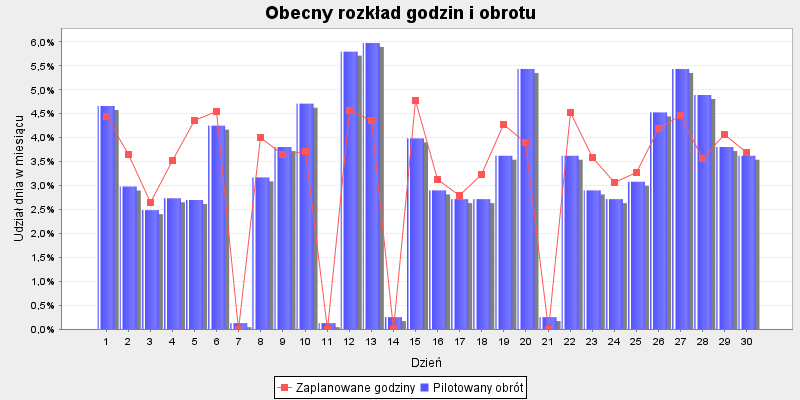 Obecny rozkład godzin i obrotu
Udział dnia w miesiącu
6,0%
5,5%
5,0%
4,5%
4,0%
3,5%
3,0%
2,5%
2,0%
1,5%
1,0%
0,5%
0,0%
1 2 3 4 5 6 7 8 9 10 11 12 13 14 15 16 17 18 19 20 21 22 23 24 25 26 27 28 29 30
Dzień
Zaplanowane godziny Pilotowany obrót